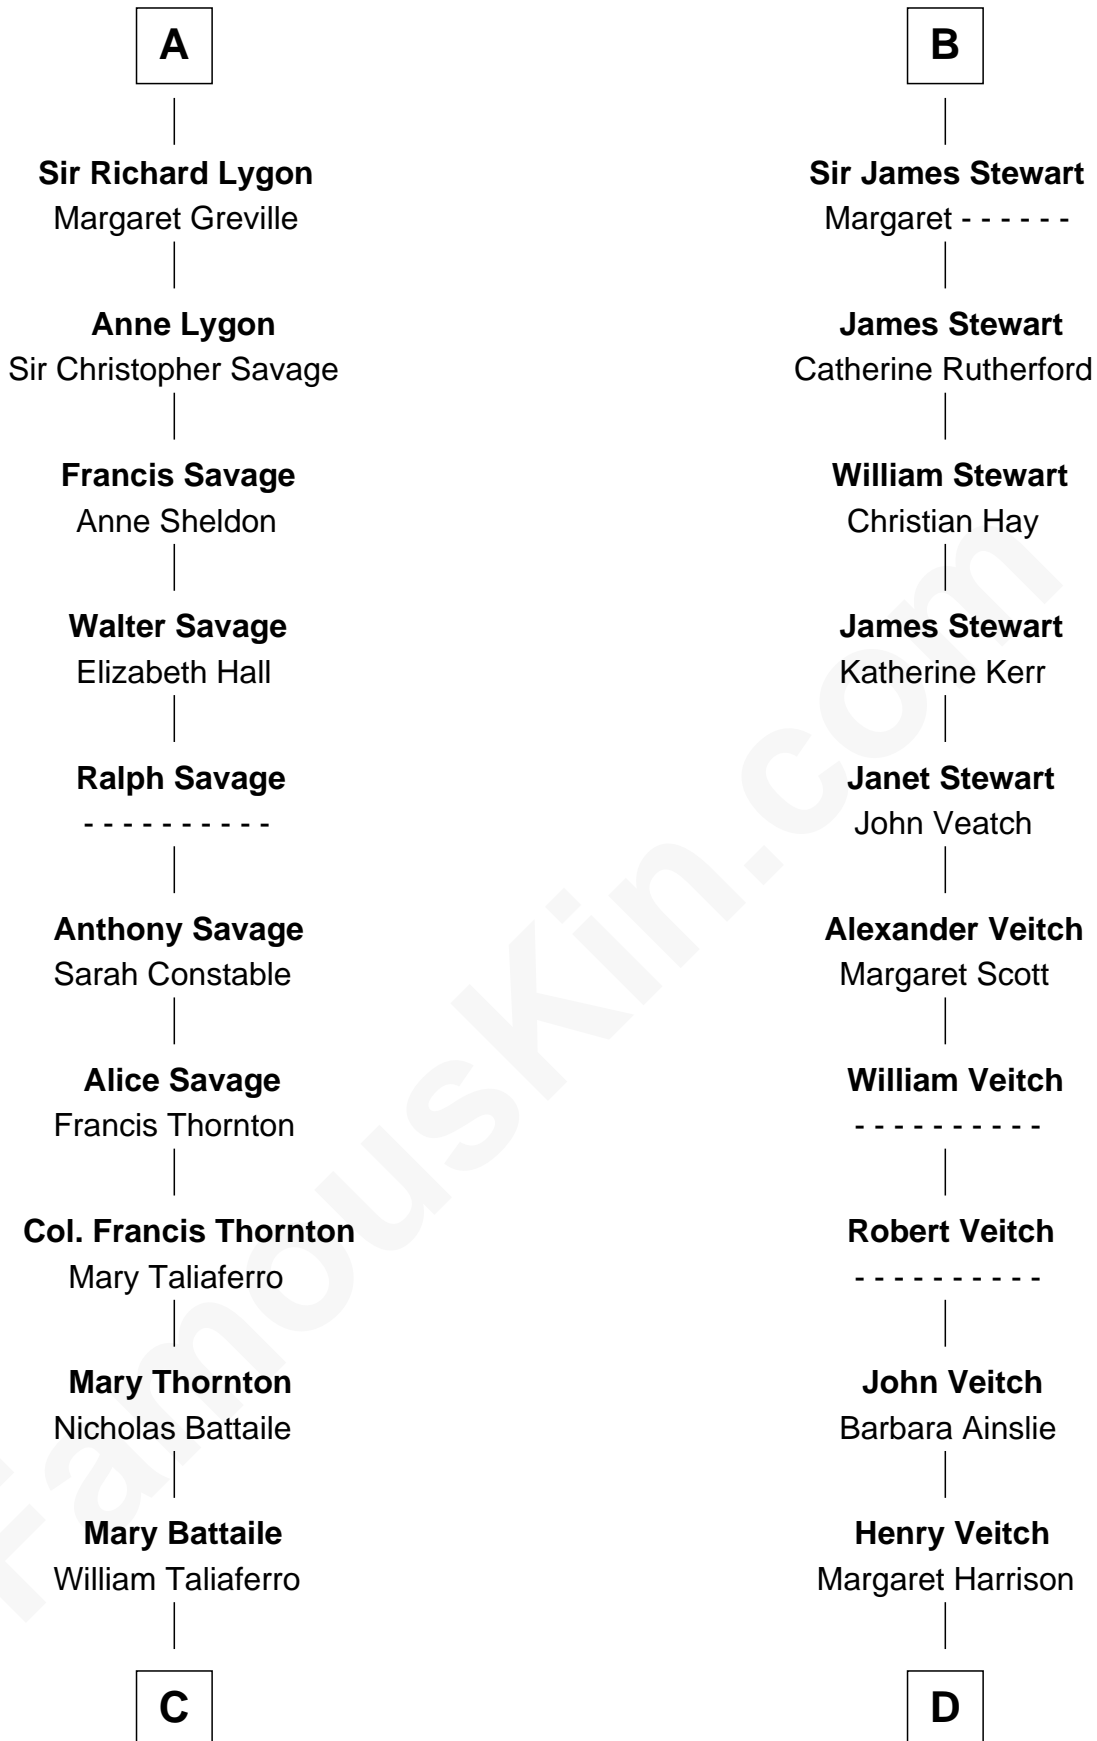 A
Sir Richard Lygon
Margaret Greville
Anne Lygon
Sir Christopher Savage
Francis Savage
Anne Sheldon
Walter Savage
Elizabeth Hall
Ralph Savage
- - - - - - - - - -
Anthony Savage
Sarah Constable
Alice Savage
Francis Thornton
Col. Francis Thornton
Mary Taliaferro
Mary Thornton
Nicholas Battaile
Mary Battaile
William Taliaferro
C
B
Sir James Stewart
Margaret - - - - - -
James Stewart
Catherine Rutherford
William Stewart
Christian Hay
James Stewart
Katherine Kerr
Janet Stewart
John Veatch
Alexander Veitch
Margaret Scott
William Veitch
- - - - - - - - - -
Robert Veitch
- - - - - - - - - -
John Veitch
Barbara Ainslie
Henry Veitch
Margaret Harrison
D
FamousKin.com